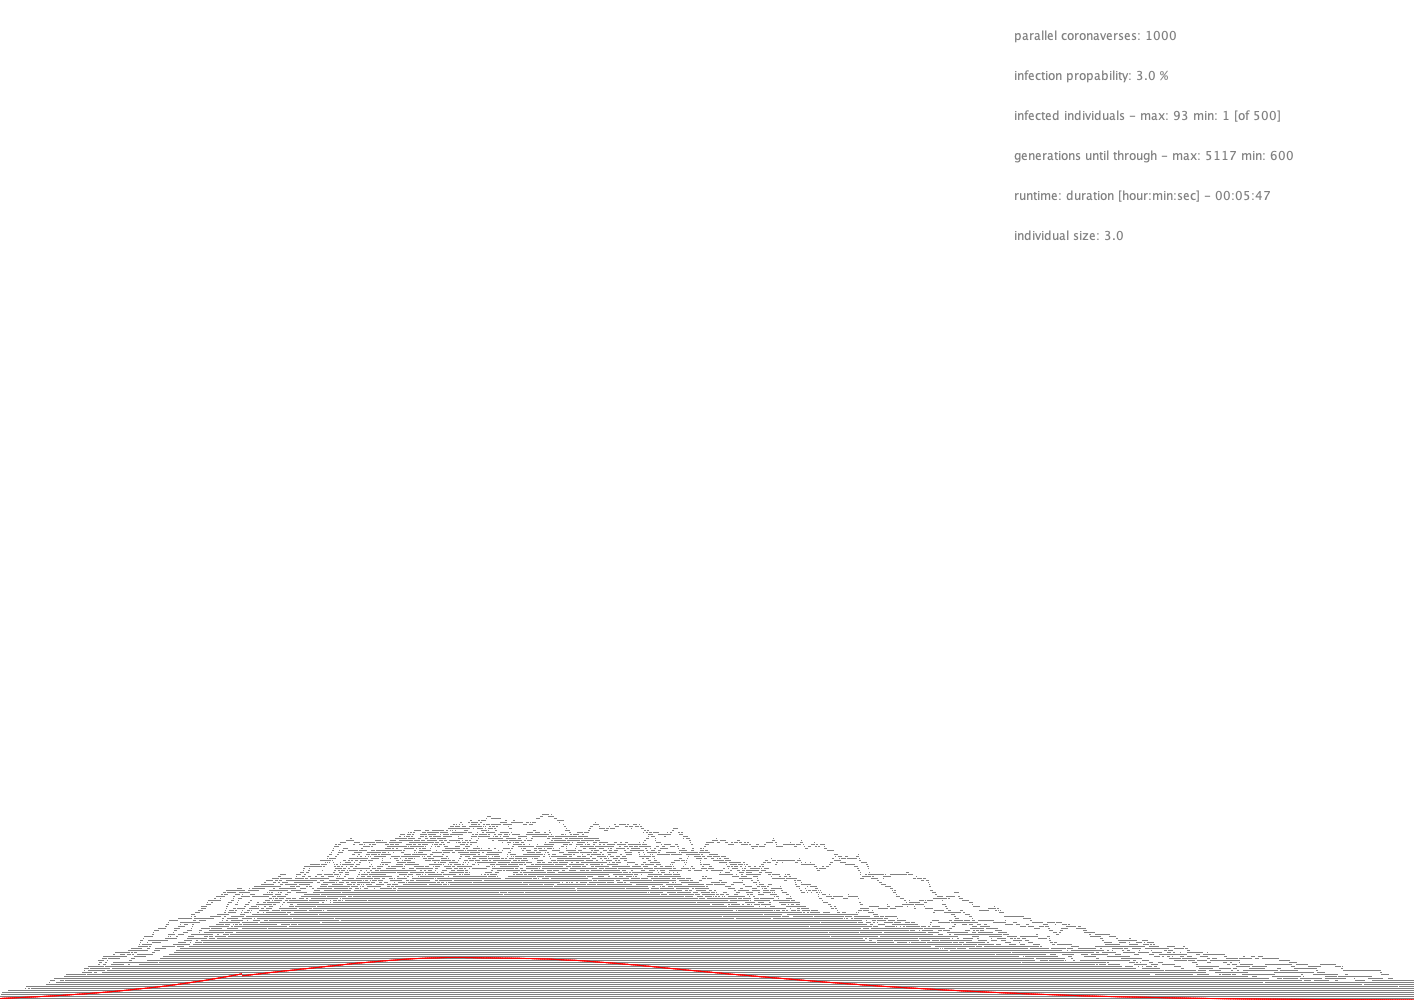 parallel coronaverses: 1000
infection propability: 3.0 %
infected individuals - max: 93 min: 1 [of 500]
generations until through - max: 5117 min: 600
runtime: duration [hour:min:sec] - 00:05:47
individual size: 3.0